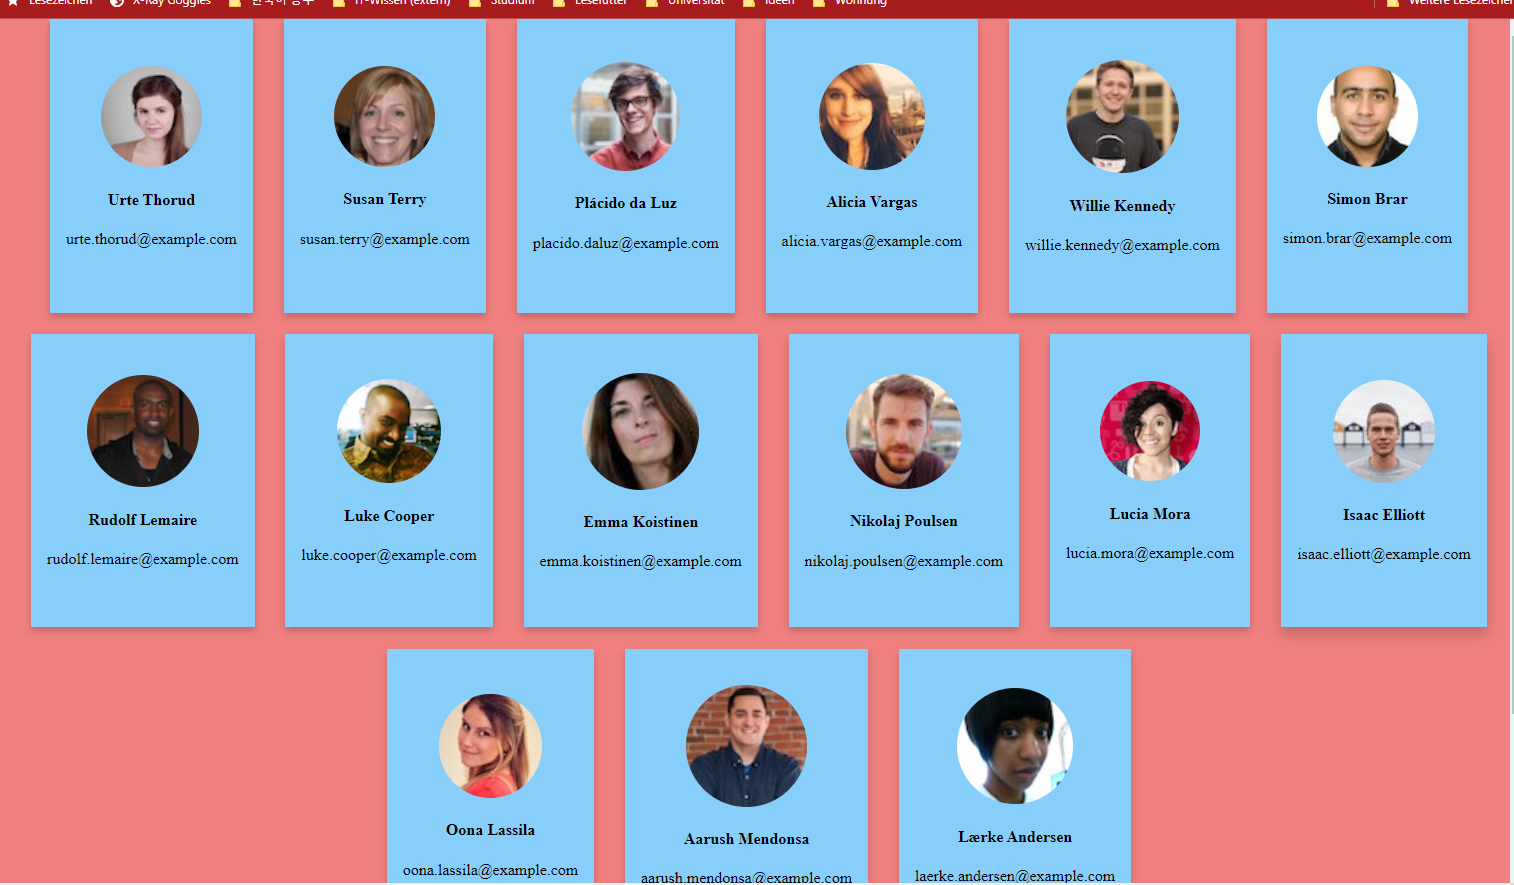 Lesezeichen X-Ray Goggles 한국어 공부 IT-Wissen (extern) Studium Lesefutter Universität Ideen Wohnung Weitere Lesezeichen
Urte Thorud Susan Terry Plácido da Luz Alicia Vargas Willie Kennedy Simon Brar
urte.thorud@example.com susan.terry@example.com placido.daluz@example.com alicia.vargas@example.com willie.kennedy@example.com simon.brar@example.com
Rudolf Lemaire Luke Cooper Emma Koistinen Nikolaj Poulsen Lucia Mora Isaac Elliott
rudolf.lemaire@example.com luke.cooper@example.com emma.koistinen@example.com nikolaj.poulsen@example.com lucia.mora@example.com isaac.elliott@example.com
Oona Lassila Aarush Mendonsa Lærke Andersen
oona.lassila@example.com aarush.mendonsa@example.com laerke.andersen@example.com